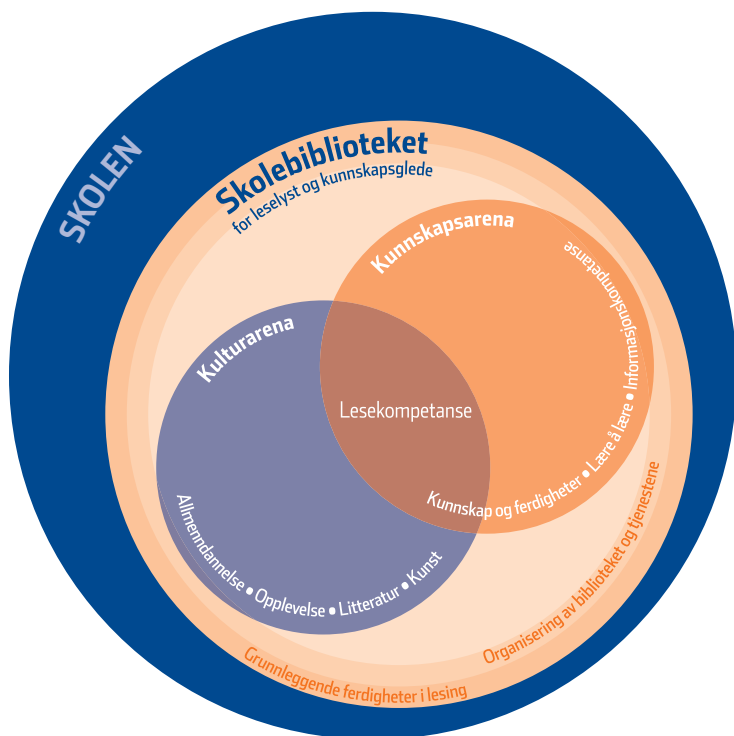 SKOLEN
Skolebiblioteket
for leselyst og kunnskapsglede
Kunnskapsarena
Informasjonskompetanse
Kulturarena
Lesekompetanse
Kunnskap og ferdigheter • Lære å lære • Informasjonskompetanse
Allmenndannelse • Opplevelse • Litteratur • Kunst
Organisering av biblioteket og tjenestene
Grunnleggende ferdigheter i lesing